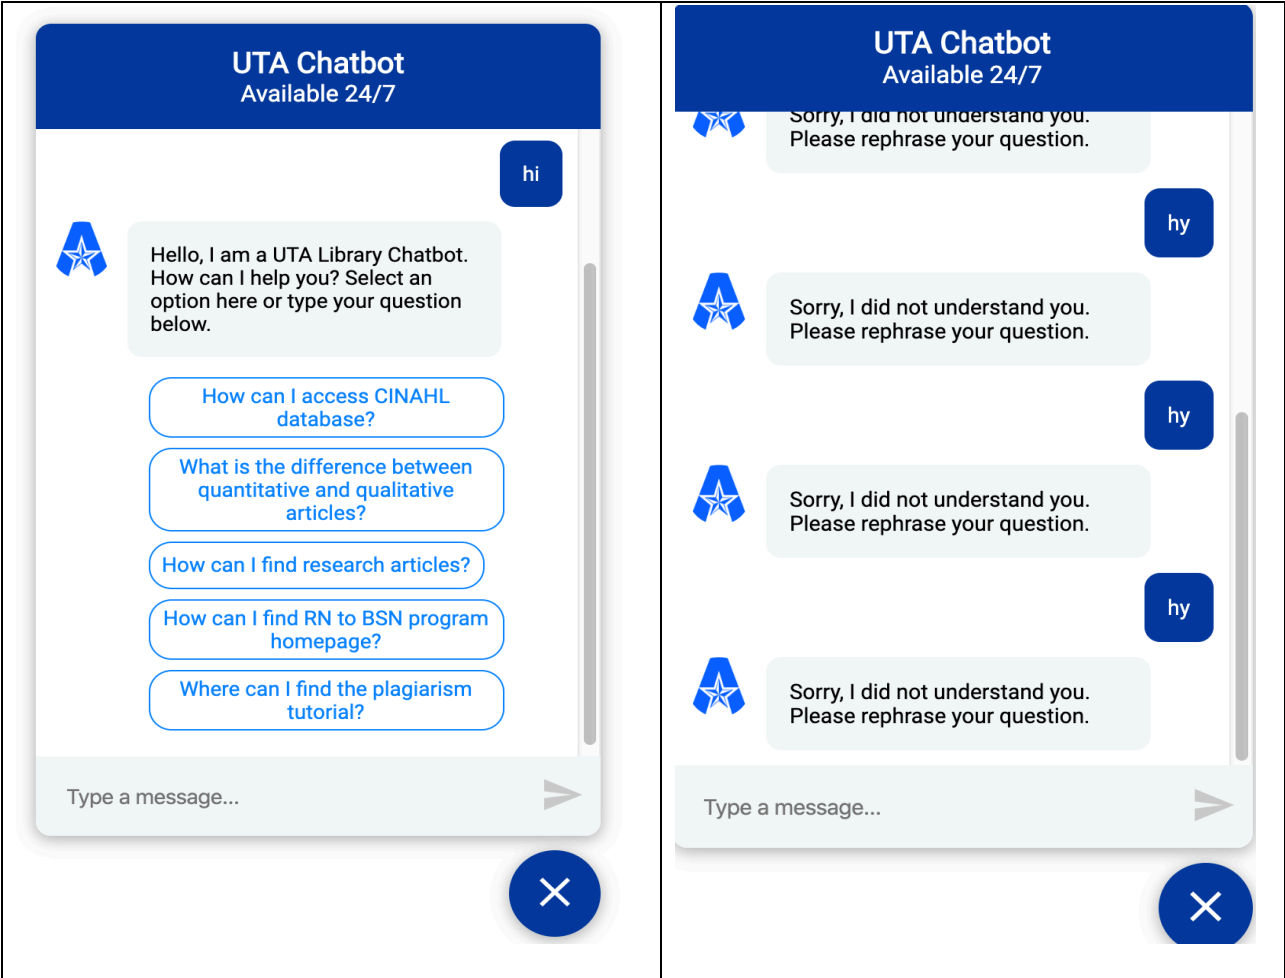 UTA Chatbot
Available 24/7
hi
Hello, I am a UTA Library Chatbot.
How can I help you? Select an
option here or type your question
below.
How can I access CINAHL
database?
What is the difference between
quantitative and qualitative
articles?
How can I find research articles?
How can I find RN to BSN program
homepage?
Where can I find the plagiarism
tutorial?
Type a message...
UTA Chatbot
Available 24/7
Sorry, I did not understand you.
Please rephrase your question.
hy
Sorry, I did not understand you.
Please rephrase your question.
hy
Sorry, I did not understand you.
Please rephrase your question.
hy
Sorry, I did not understand you.
Please rephrase your question.
Type a message...